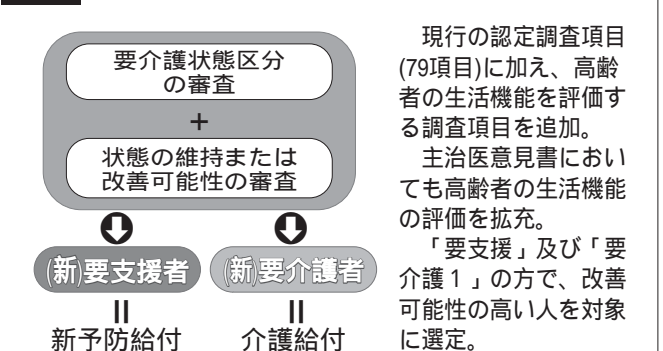 要介護状態区分
の審査
+
状態の維持または
改善可能性の審査
(新)要支援者
(新)要介護者
=
=
新予防給付
介護給付
現行の認定調査項目
(79項目)に加え、高齢
者の生活機能を評価す
る調査項目を追加。
主治医意見書におい
ても高齢者の生活機能
の評価を拡充。
「要支援」及び「要
介護1」の方で、改善
可能性の高い人を対象
に選定。